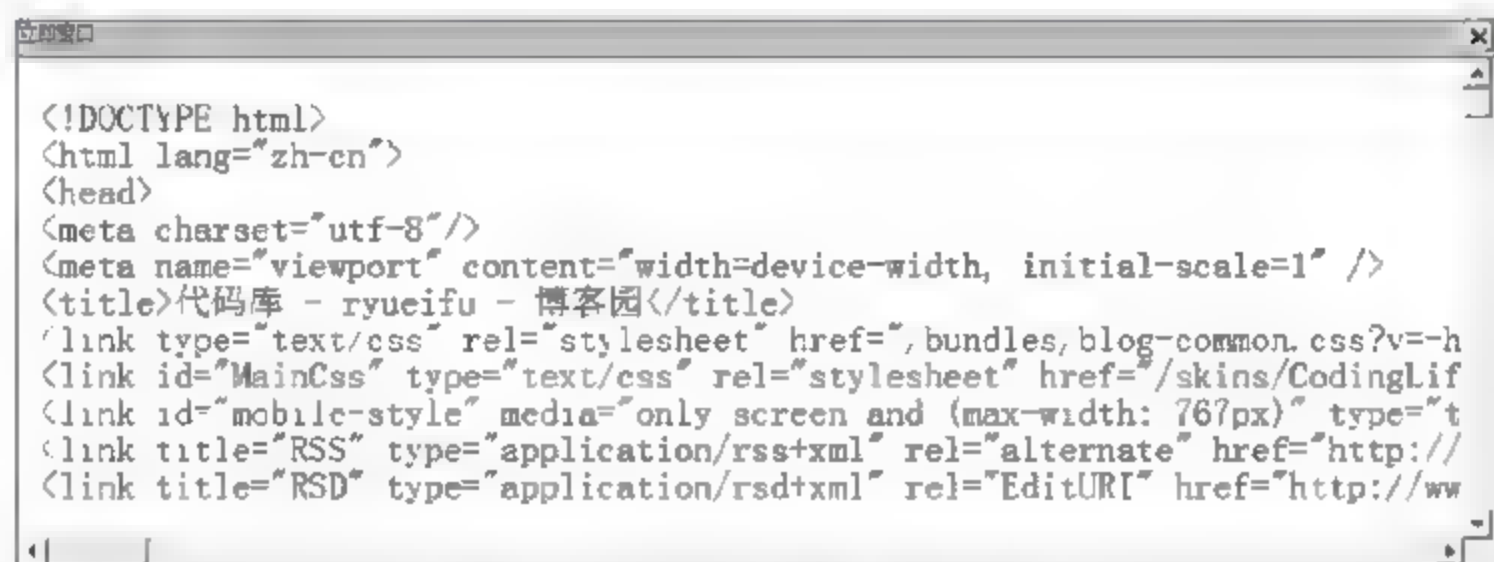 立即窗口
<!DOCTYPE html>
<html lang="zh-cn">
<head>
<meta charset="utf-8"/>
<meta name="viewport" content="width=device-width, initial-scale=1" />
<title>代码库 - ryueifu - 博客园</title>
<link type="text/css" rel="stylesheet" href="/bundles/blog-common.css?v=-h
<link id="MainCss" type="text/css" rel="stylesheet" href="/skins/CodingLif
<link id="mobile-style" media="only screen and (max-width: 767px)" type="t
<link title="RSS" type="application/rss+xml" rel="alternate" href="http://
<link title="RSD" type="application/rsd+xml" rel="EditURI" href="http://ww